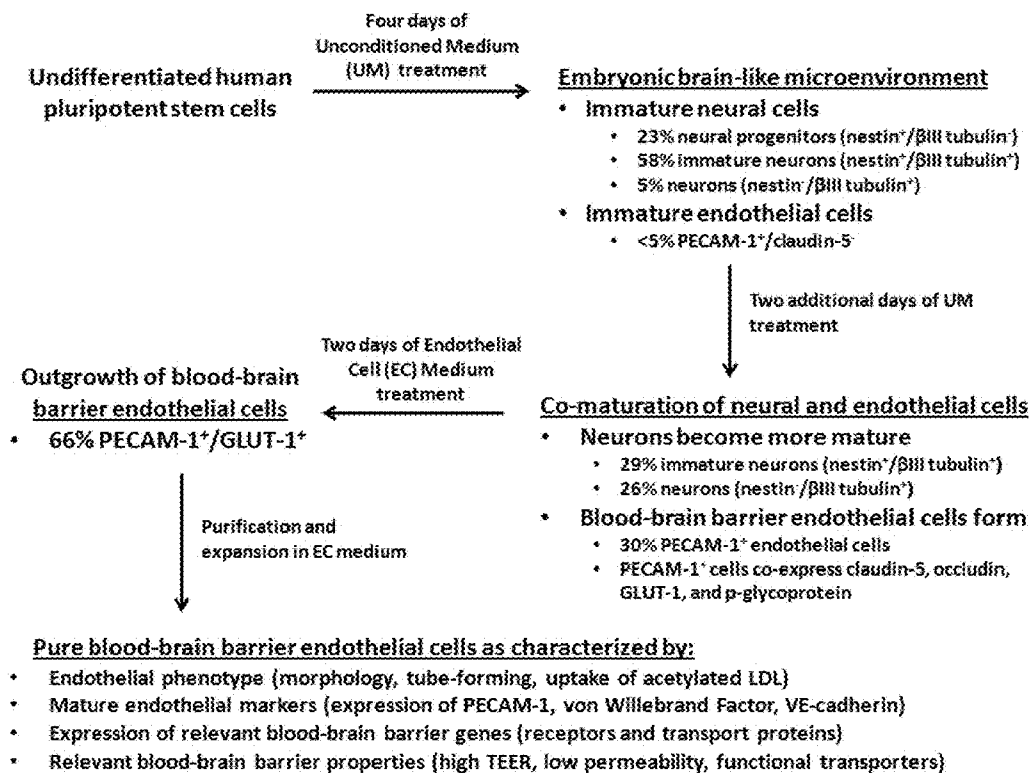 Four days of
Unconditioned Medium
(UM) treatment
Undifferentiated human
pluripotent stem cells
Embryonic brain-like microenvironment
• Immature neural cells
• 23% neural progenitors (nestin⁺/βIII tubulin⁻)
• 58% immature neurons (nestin⁺/βIII tubulin⁺)
• 5% neurons (nestin⁻/βIII tubulin⁺)
• Immature endothelial cells
• <5% PECAM-1⁺/claudin-5⁻
Two additional days of UM
treatment
Two days of Endothelial
Cell (EC) Medium
treatment
Outgrowth of blood-brain
barrier endothelial cells
• 66% PECAM-1⁺/GLUT-1⁺
Co-maturation of neural and endothelial cells
• Neurons become more mature
• 29% immature neurons (nestin⁺/βIII tubulin⁺)
• 26% neurons (nestin⁻/βIII tubulin⁺)
• Blood-brain barrier endothelial cells form
• 30% PECAM-1⁺ endothelial cells
• PECAM-1⁺ cells co-express claudin-5, occludin,
GLUT-1, and p-glycoprotein
Purification and
expansion in EC medium
Pure blood-brain barrier endothelial cells as characterized by:
• Endothelial phenotype (morphology, tube-forming, uptake of acetylated LDL)
• Mature endothelial markers (expression of PECAM-1, von Willebrand Factor, VE-cadherin)
• Expression of relevant blood-brain barrier genes (receptors and transport proteins)
• Relevant blood-brain barrier properties (high TEER, low permeability, functional transporters)